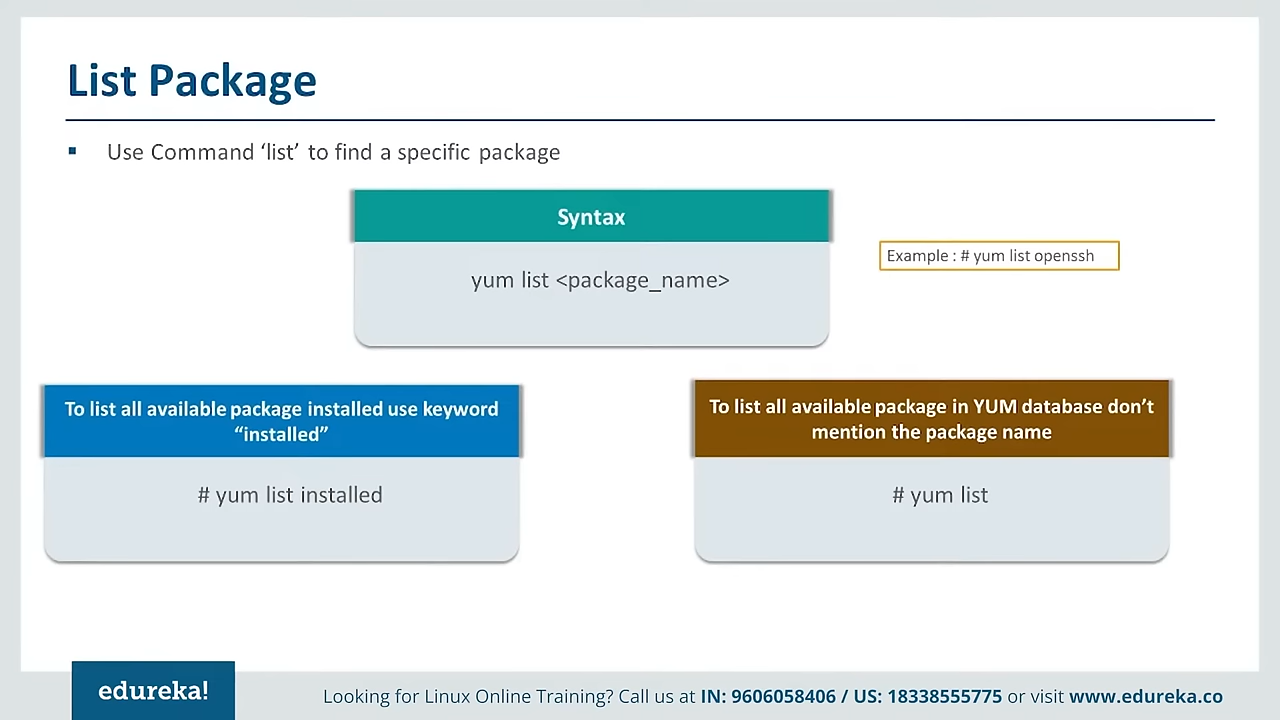 List Package
▪ Use Command ‘list’ to find a specific package
Syntax
yum list <package_name>
Example : # yum list openssh
To list all available package installed use keyword
“installed”
# yum list installed
To list all available package in YUM database don’t
mention the package name
# yum list
edureka!
Looking for Linux Online Training? Call us at IN: 9606058406 / US: 18338555775 or visit www.edureka.co